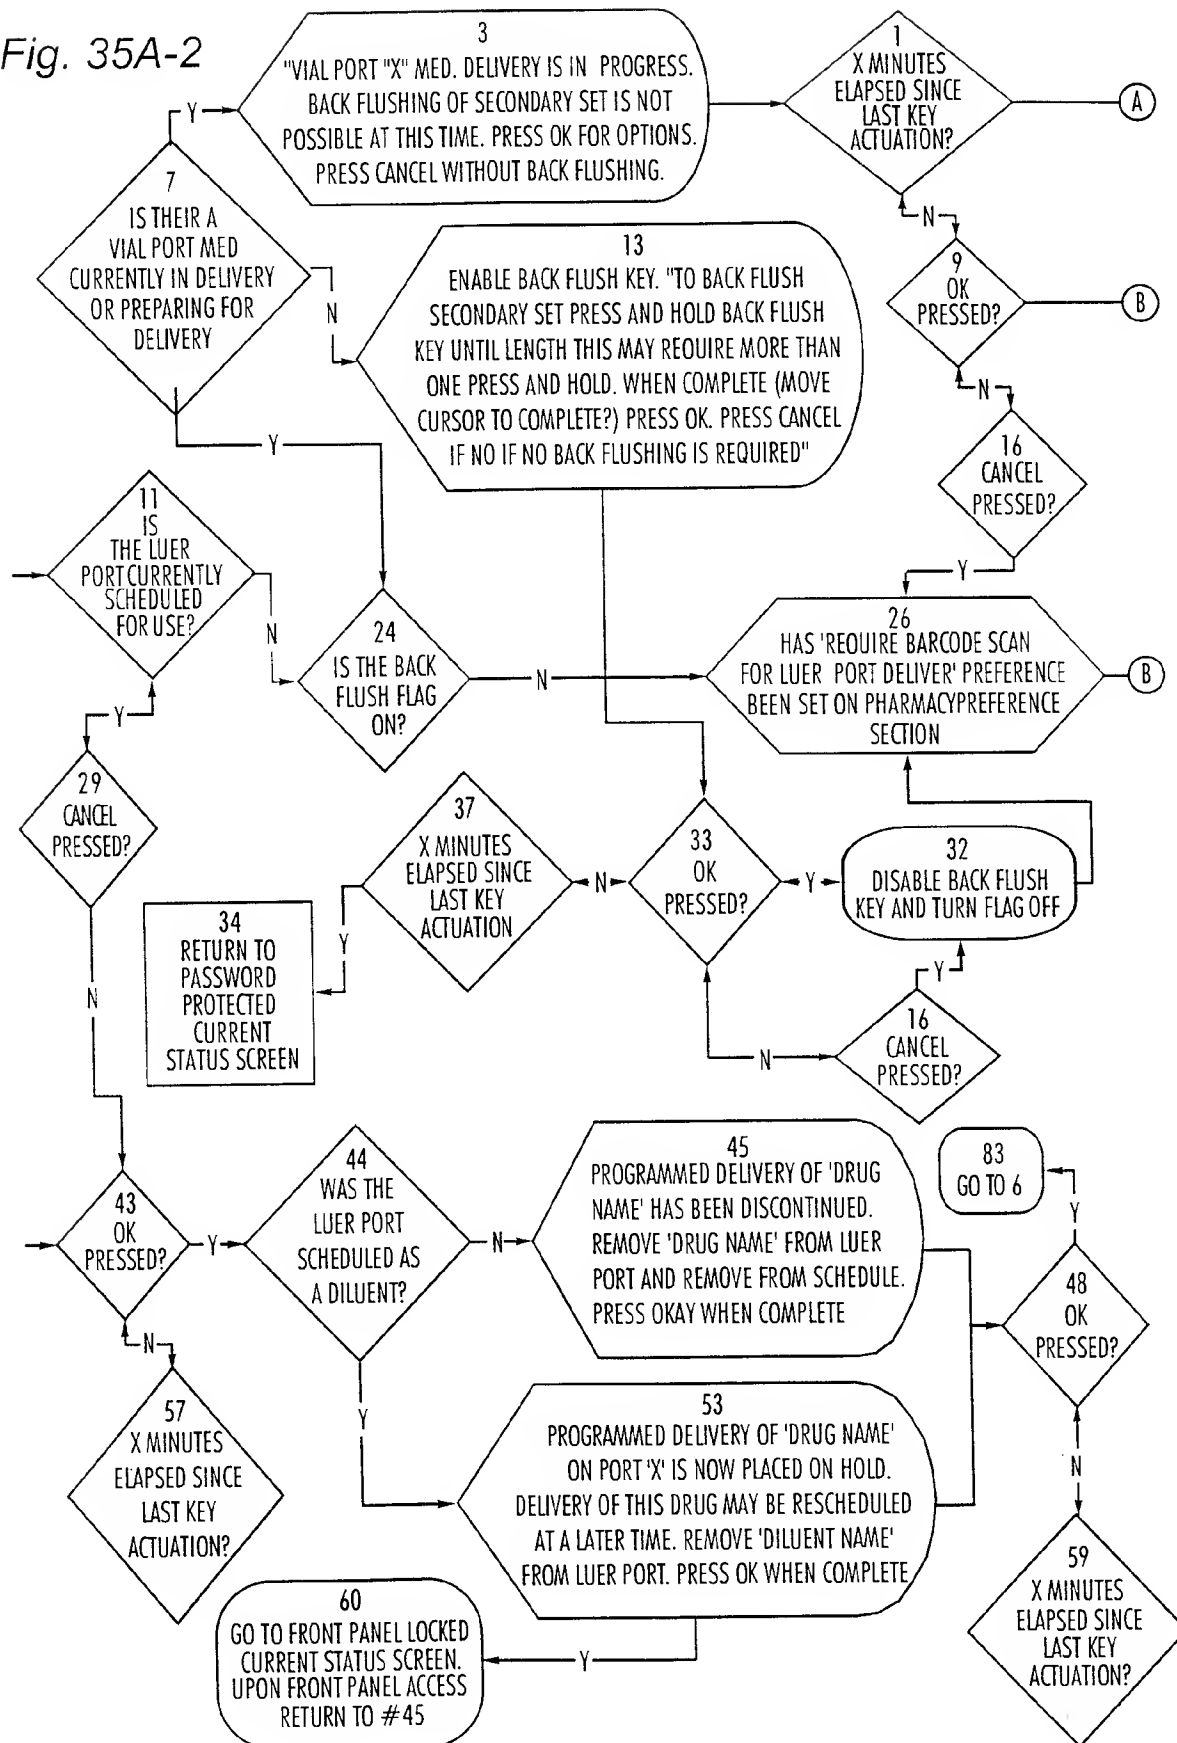 Fig. 35A-2
3
"VIAL PORT "X" MED. DELIVERY IS IN PROGRESS.
BACK FLUSHING OF SECONDARY SET IS NOT
POSSIBLE AT THIS TIME. PRESS OK FOR OPTIONS.
PRESS CANCEL WITHOUT BACK FLUSHING.
1
X MINUTES
ELAPSED SINCE
LAST KEY
ACTUATION?
A
Y
7
IS THEIR A
VIAL PORT MED
CURRENTLY IN DELIVERY
OR PREPARING FOR
DELIVERY
N
13
ENABLE BACK FLUSH KEY. "TO BACK FLUSH
SECONDARY SET PRESS AND HOLD BACK FLUSH
KEY UNTIL LENGTH THIS MAY REQUIRE MORE THAN
ONE PRESS AND HOLD. WHEN COMPLETE (MOVE
CURSOR TO COMPLETE?) PRESS OK. PRESS CANCEL
IF NO IF NO BACK FLUSHING IS REQUIRED"
N
9
OK
PRESSED?
B
N
Y
16
CANCEL
PRESSED?
Y
11
IS
THE LUER
PORT CURRENTLY
SCHEDULED
FOR USE?
N
24
IS THE BACK
FLUSH FLAG
ON?
N
26
HAS 'REQUIRE BARCODE SCAN
FOR LUER PORT DELIVER' PREFERENCE
BEEN SET ON PHARMACYPREFERENCE
SECTION
B
Y
29
CANCEL
PRESSED?
N
37
X MINUTES
ELAPSED SINCE
LAST KEY
ACTUATION
N
33
OK
PRESSED?
Y
32
DISABLE BACK FLUSH
KEY AND TURN FLAG OFF
Y
34
RETURN TO
PASSWORD
PROTECTED
CURRENT
STATUS SCREEN
Y
N
16
CANCEL
PRESSED?
43
OK
PRESSED?
Y
44
WAS THE
LUER PORT
SCHEDULED AS
A DILUENT?
N
45
PROGRAMMED DELIVERY OF 'DRUG
NAME' HAS BEEN DISCONTINUED.
REMOVE 'DRUG NAME' FROM LUER
PORT AND REMOVE FROM SCHEDULE.
PRESS OKAY WHEN COMPLETE
83
GO TO 6
Y
48
OK
PRESSED?
N
57
X MINUTES
ELAPSED SINCE
LAST KEY
ACTUATION?
Y
53
PROGRAMMED DELIVERY OF 'DRUG NAME'
ON PORT 'X' IS NOW PLACED ON HOLD.
DELIVERY OF THIS DRUG MAY BE RESCHEDULED
AT A LATER TIME. REMOVE 'DILUENT NAME'
FROM LUER PORT. PRESS OK WHEN COMPLETE
N
59
X MINUTES
ELAPSED SINCE
LAST KEY
ACTUATION?
60
GO TO FRONT PANEL LOCKED
CURRENT STATUS SCREEN.
UPON FRONT PANEL ACCESS
RETURN TO #45
Y